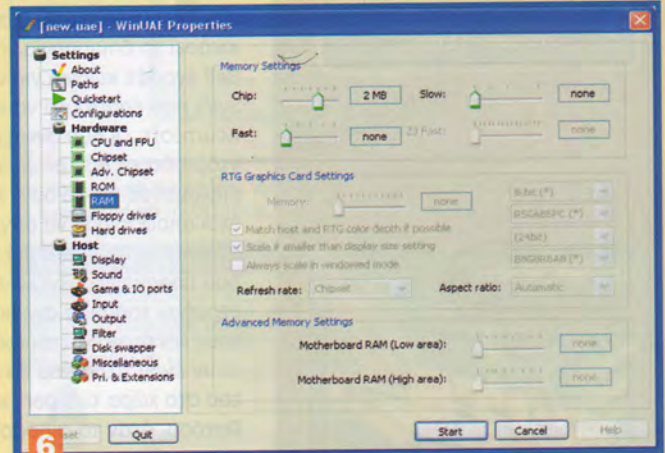 [new.uae] - WinUAE Properties
Settings
About
Paths
Quickstart
Configurations
Hardware
CPU and FPU
Chipset
Adv. Chipset
ROM
RAM
Floppy drives
Hard drives
Host
Display
Sound
Game & IO ports
Input
Output
Filter
Disk swapper
Miscellaneous
Pri. & Extensions
Memory Settings
Chip: 2 MB Slow: none
Fast: none Z3 Fast: none
RTG Graphics Card Settings
Memory: none 8-bit (*)
Match host and RTG color depth if possible
Scale if smaller than display size setting (24bit)
Always scale in windowed mode
Refresh rate: Chipset Aspect ratio: Automatic
Advanced Memory Settings
Motherboard RAM (Low area): none
Motherboard RAM (High area): none
6 Quit Start Cancel Help